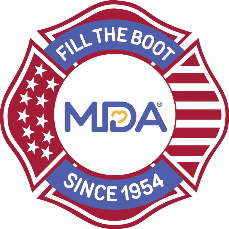 FILL THE BOOT
MDA®
SINCE 1954